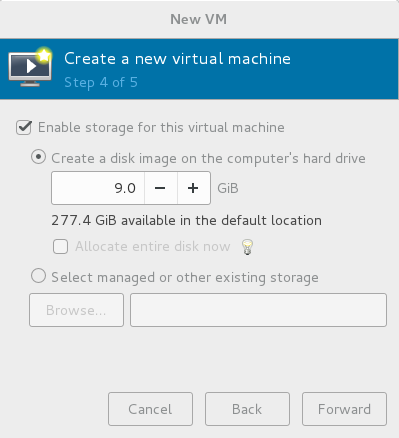 New VM
Create a new virtual machine
Step 4 of 5
Enable storage for this virtual machine
Create a disk image on the computer's hard drive
9.0 − + GiB
277.4 GiB available in the default location
Allocate entire disk now
Select managed or other existing storage
Browse...
Cancel Back Forward